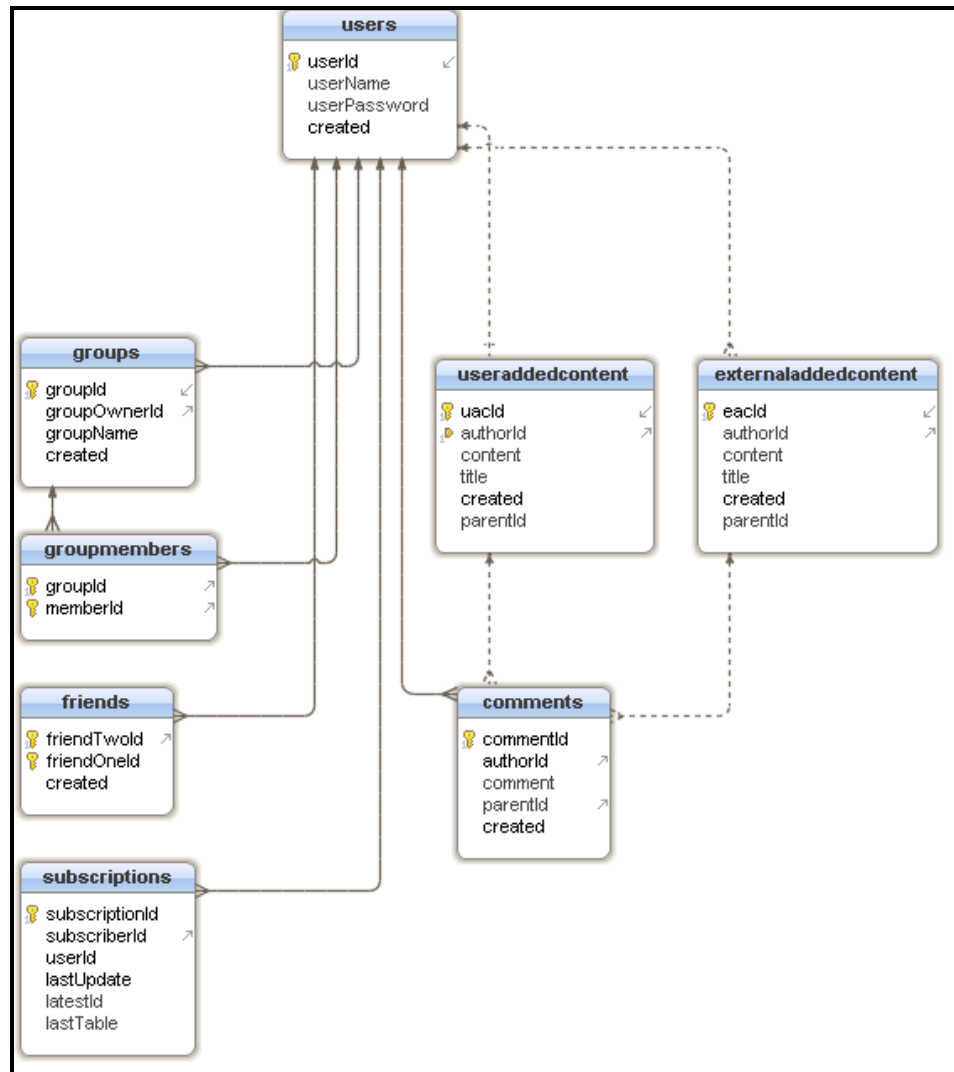 users
userId
userName
userPassword
created
groups
groupId
groupOwnerId
groupName
created
useraddedcontent
uacId
authorId
content
title
created
parentId
externaladdedcontent
eacId
authorId
content
title
created
parentId
groupmembers
groupId
memberId
friends
friendTwoId
friendOneId
created
comments
commentId
authorId
comment
parentId
created
subscriptions
subscriptionId
subscriberId
userId
lastUpdate
latestId
lastTable